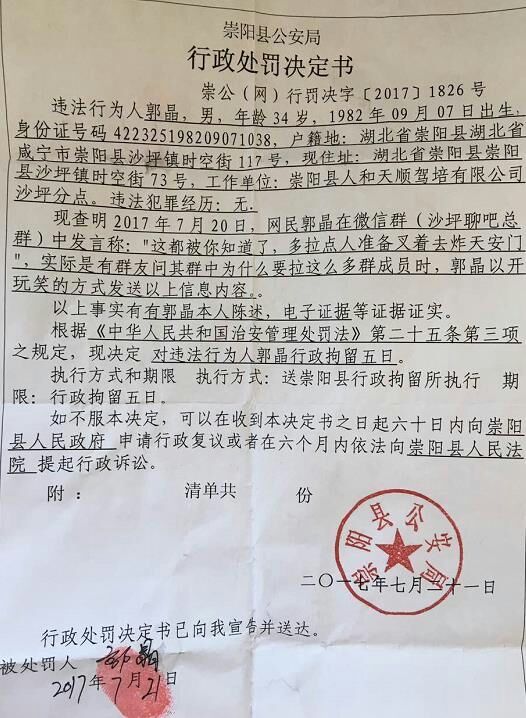 崇阳县公安局
行政处罚决定书
崇公（网）行罚决字〔2017〕1826号
违法行为人郭晶，男，年龄34岁，1982年09月07日出生，
身份证号码422325198209071038，户籍地：湖北省崇阳县湖北省
咸宁市崇阳县沙坪镇时空街117号，现住址：湖北省崇阳县崇阳
县沙坪镇时空街73号，工作单位：崇阳县人和天顺驾培有限公司
沙坪分点。违法犯罪经历：无.
现查明2017年7月20日，网民郭晶在微信群（沙坪聊吧总
群）中发言称："这都被你知道了，多拉点人准备叉着去炸天安门
"，实际是有群友问其群中为什么要拉这么多群成员时，郭晶以开
玩笑的方式发送以上信息内容。。
以上事实有有郭晶本人陈述，电子证据等证据证实。
根据《中华人民共和国治安管理处罚法》第二十五条第三项
之规定，现决定 对违法行为人郭晶行政拘留五日。
执行方式和期限 执行方式：送崇阳县行政拘留所执行 期
限：行政拘留五日。
如不服本决定，可以在收到本决定书之日起六十日内向崇阳
县人民政府 申请行政复议或者在六个月内依法向崇阳县人民法
院 提起行政诉讼。
附： 清单共 份
崇阳县公安局
二〇一七年七月二十一日
行政处罚决定书已向我宣告并送达。
被处罚人 郭晶
2017年7月21日